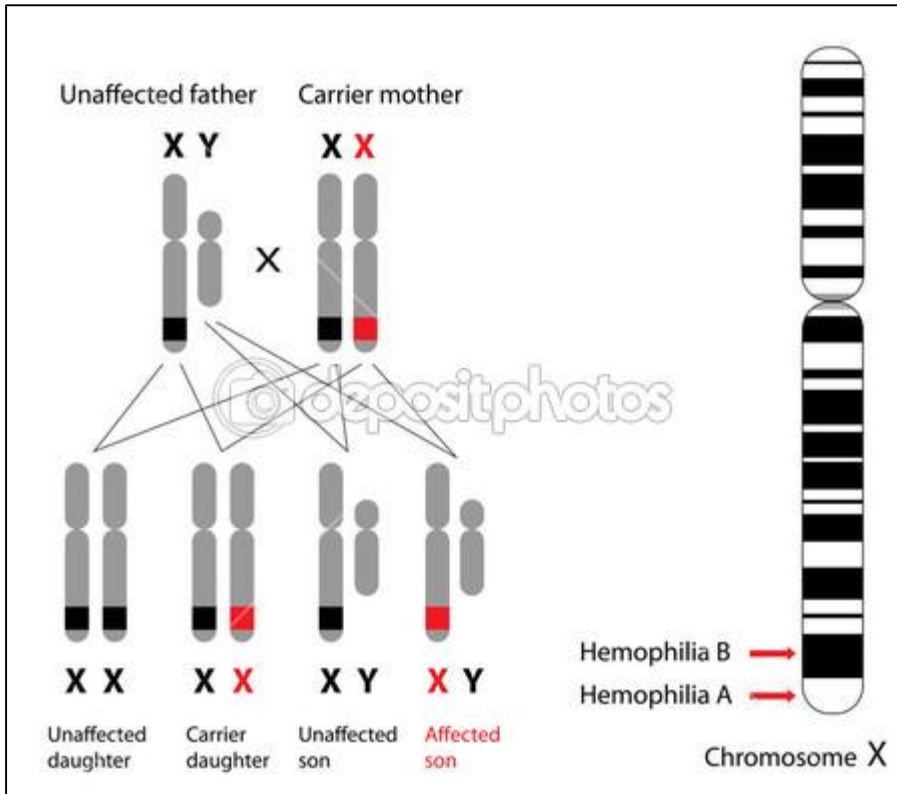 Unaffected father Carrier mother
X Y X X
X
depositphotos
Hemophilia B
Hemophilia A
X X X X X Y X Y
Unaffected daughter
Carrier daughter
Unaffected son
Affected son
Chromosome X